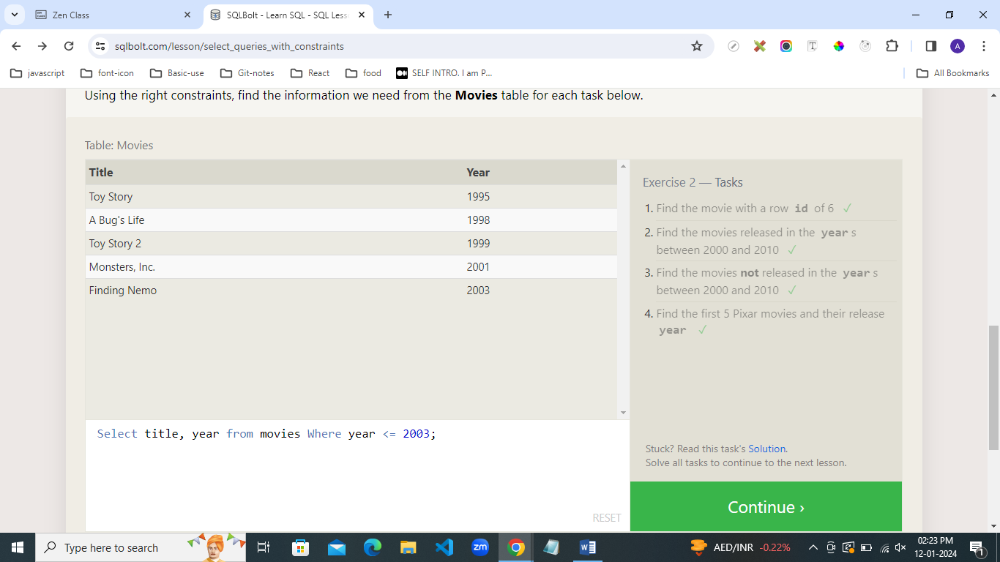 Zen Class
SQLBolt - Learn SQL - SQL Less
sqlbolt.com/lesson/select_queries_with_constraints
A
javascript
font-icon
Basic-use
Git-notes
React
food
SELF INTRO. I am P...
All Bookmarks
Using the right constraints, find the information we need from the Movies table for each task below.
Table: Movies
Title Year
Toy Story 1995
A Bug's Life 1998
Toy Story 2 1999
Monsters, Inc. 2001
Finding Nemo 2003
Select title, year from movies Where year <= 2003;
RESET
Exercise 2 — Tasks
1. Find the movie with a row id of 6 ✓
2. Find the movies released in the year s
between 2000 and 2010 ✓
3. Find the movies not released in the year s
between 2000 and 2010 ✓
4. Find the first 5 Pixar movies and their release
year ✓
Stuck? Read this task's Solution.
Solve all tasks to continue to the next lesson.
Continue ›
Type here to search
zm
W
AED/INR -0.22%
02:23 PM
12-01-2024
1